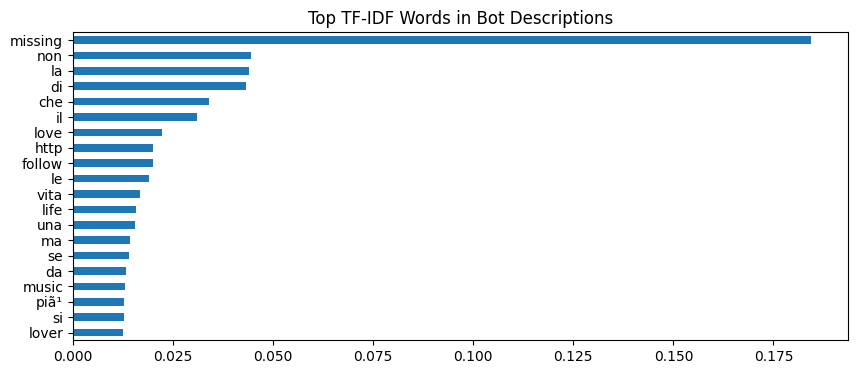 Top TF-IDF Words in Bot Descriptions
missing
non
la
di
che
il
love
http
follow
le
vita
life
una
ma
se
da
music
piã¹
si
lover
0.000 0.025 0.050 0.075 0.100 0.125 0.150 0.175